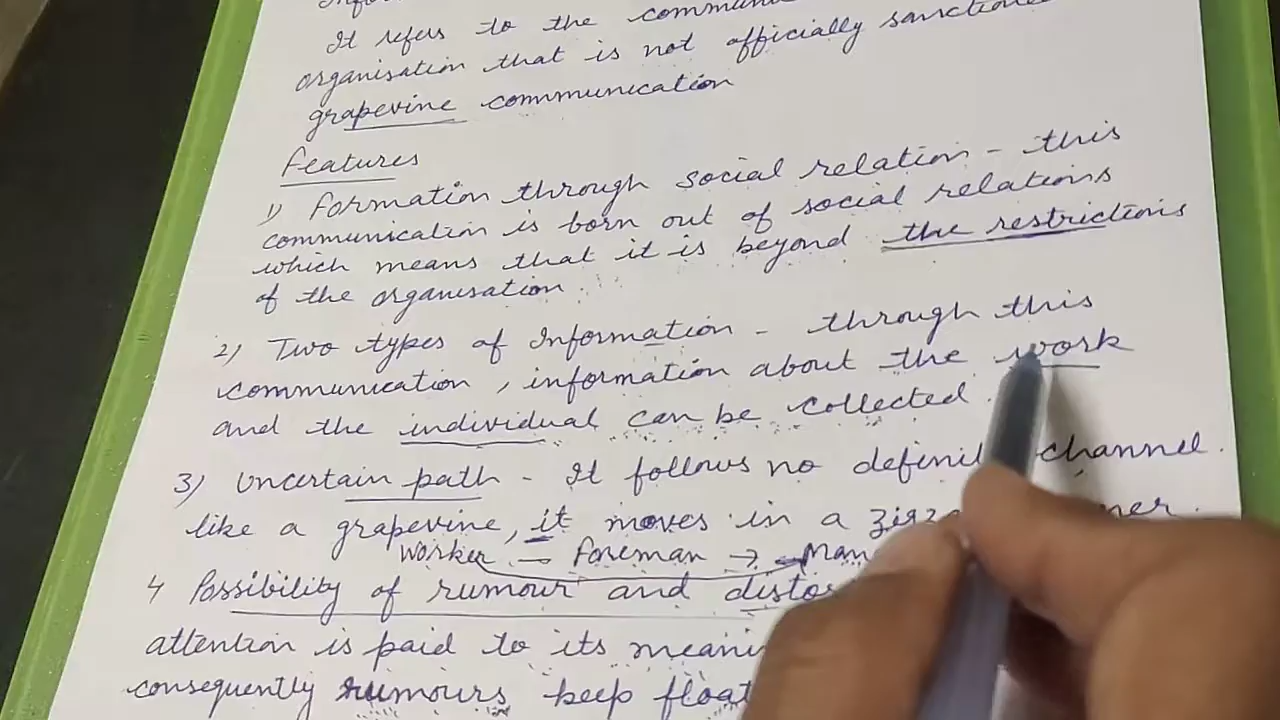 It refers to the
organisation that is not officially
grapevine communication
Features
1) Formation through social relation - this
communication is born out of social relations
which means that it is beyond the restrictions
of the organisation.
2) Two types of Information - through this
communication, information about the work
and the individual can be collected.
3) Uncertain path - It follows no channel.
like a grapevine, it moves in a
Worker - Foreman →
4 Possibility of rumour and
attention is paid to its
consequently rumours keep